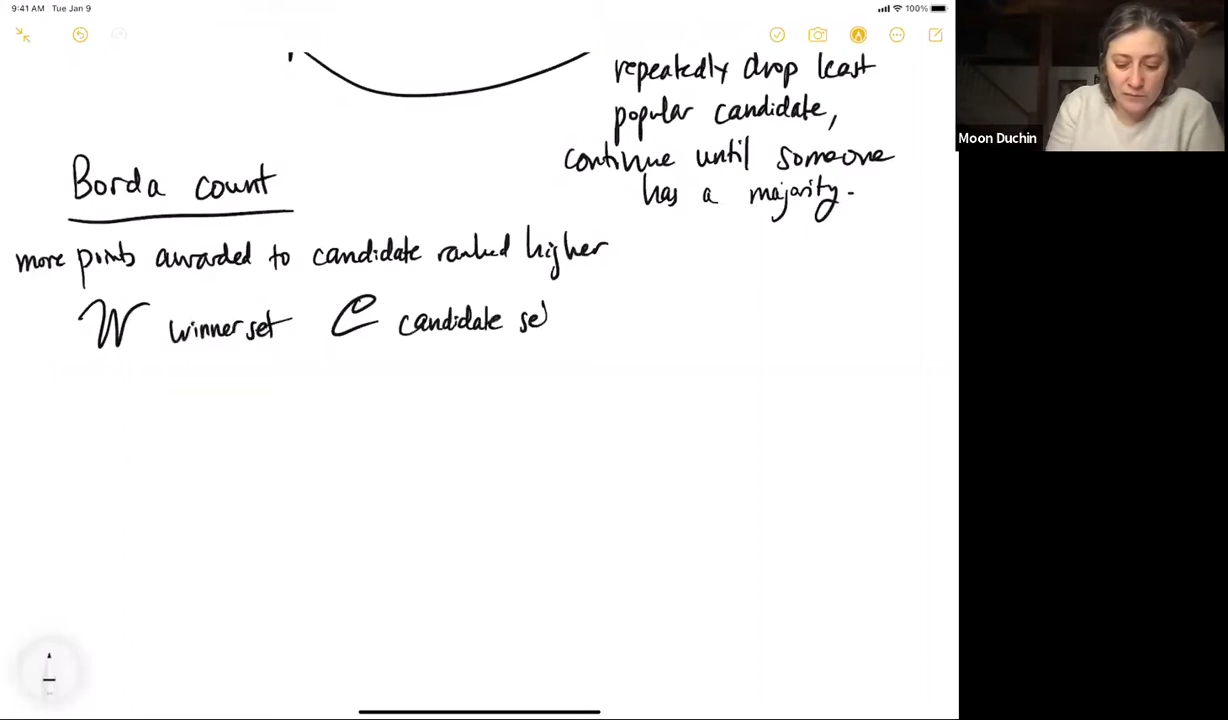 9:41 AM Tue Jan 9
100%
repeatedly drop least
popular candidate,
continue until someone
has a majority.
Moon Duchin
Borda count
more points awarded to candidate ranked higher
W winner set C candidate se